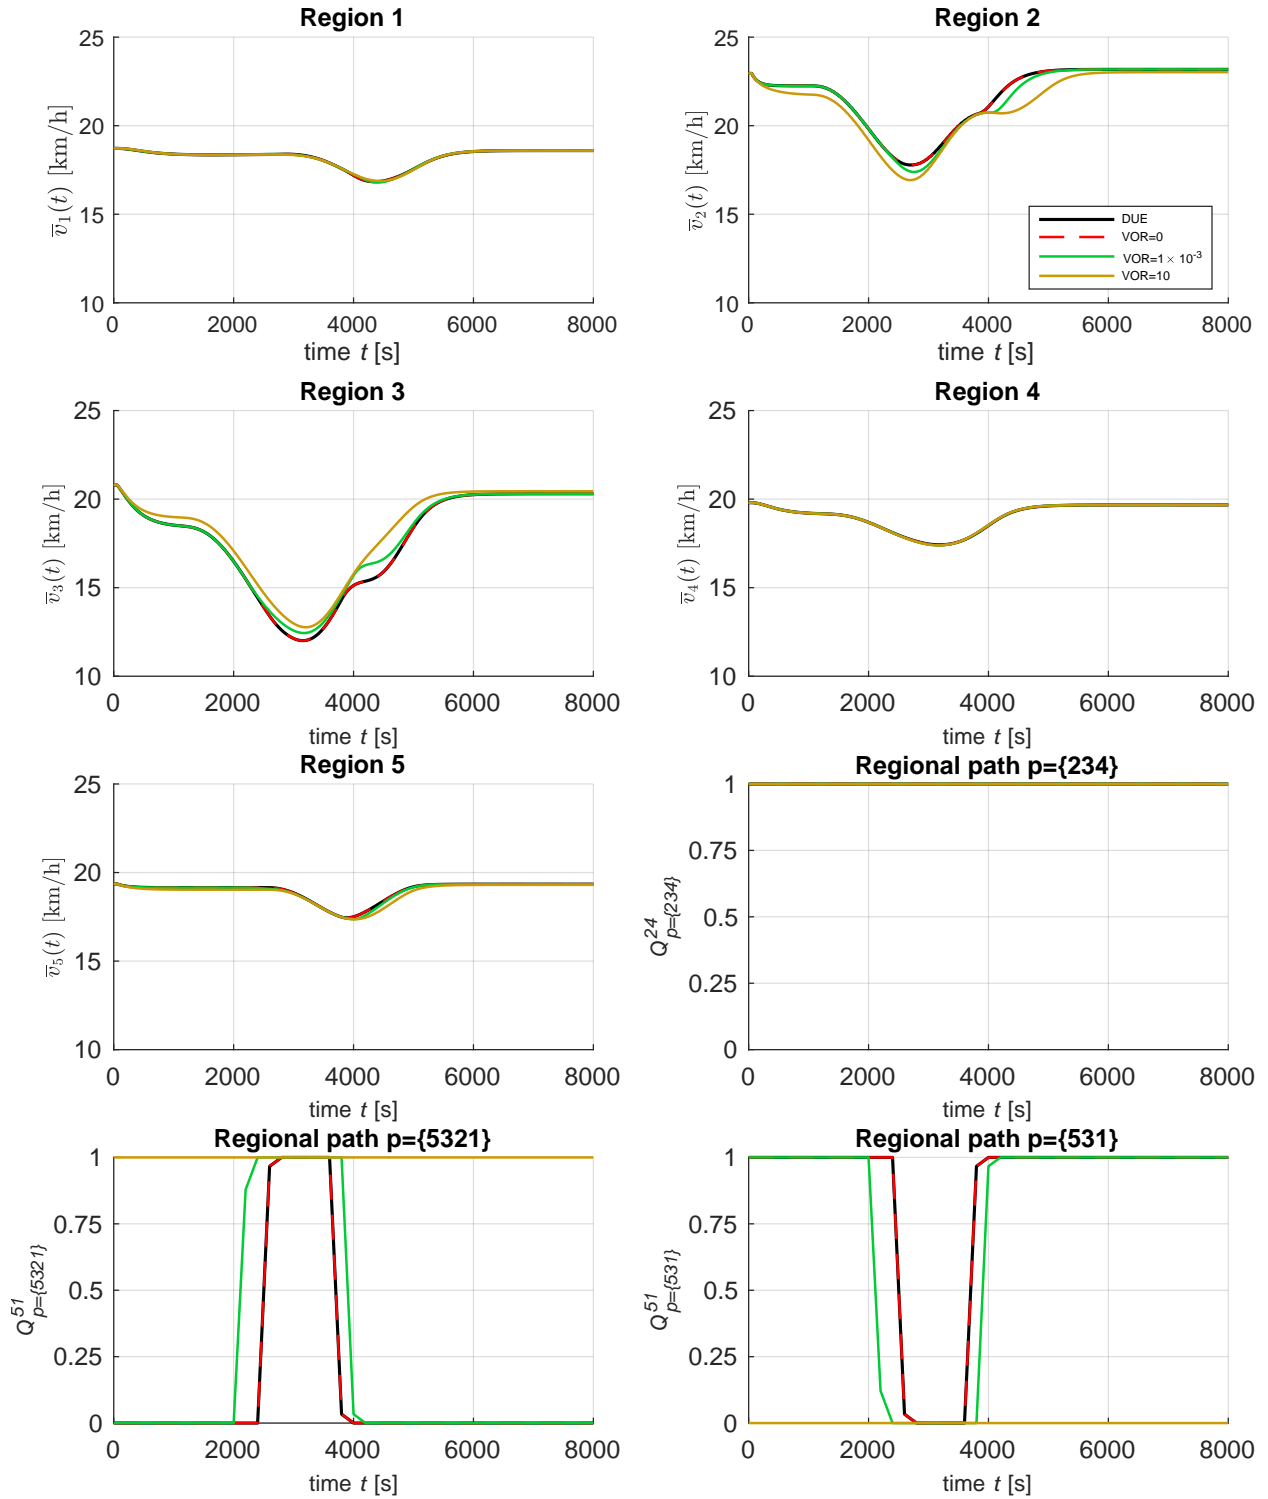 Region 1
25
20
15
10
v̅₁(t) [km/h]
0 2000 4000 6000 8000
time t [s]
Region 2
25
20
15
10
v̅₂(t) [km/h]
DUE
VOR=0
VOR=1 × 10⁻³
VOR=10
0 2000 4000 6000 8000
time t [s]
Region 3
25
20
15
10
v̅₃(t) [km/h]
0 2000 4000 6000 8000
time t [s]
Region 4
25
20
15
10
v̅₄(t) [km/h]
0 2000 4000 6000 8000
time t [s]
Region 5
25
20
15
10
v̅₅(t) [km/h]
0 2000 4000 6000 8000
time t [s]
Regional path p={234}
1
0.75
0.5
0.25
0
Q^{24}_{p={234}}
0 2000 4000 6000 8000
time t [s]
Regional path p={5321}
1
0.75
0.5
0.25
0
Q^{51}_{p={5321}}
0 2000 4000 6000 8000
time t [s]
Regional path p={531}
1
0.75
0.5
0.25
0
Q^{51}_{p={531}}
0 2000 4000 6000 8000
time t [s]